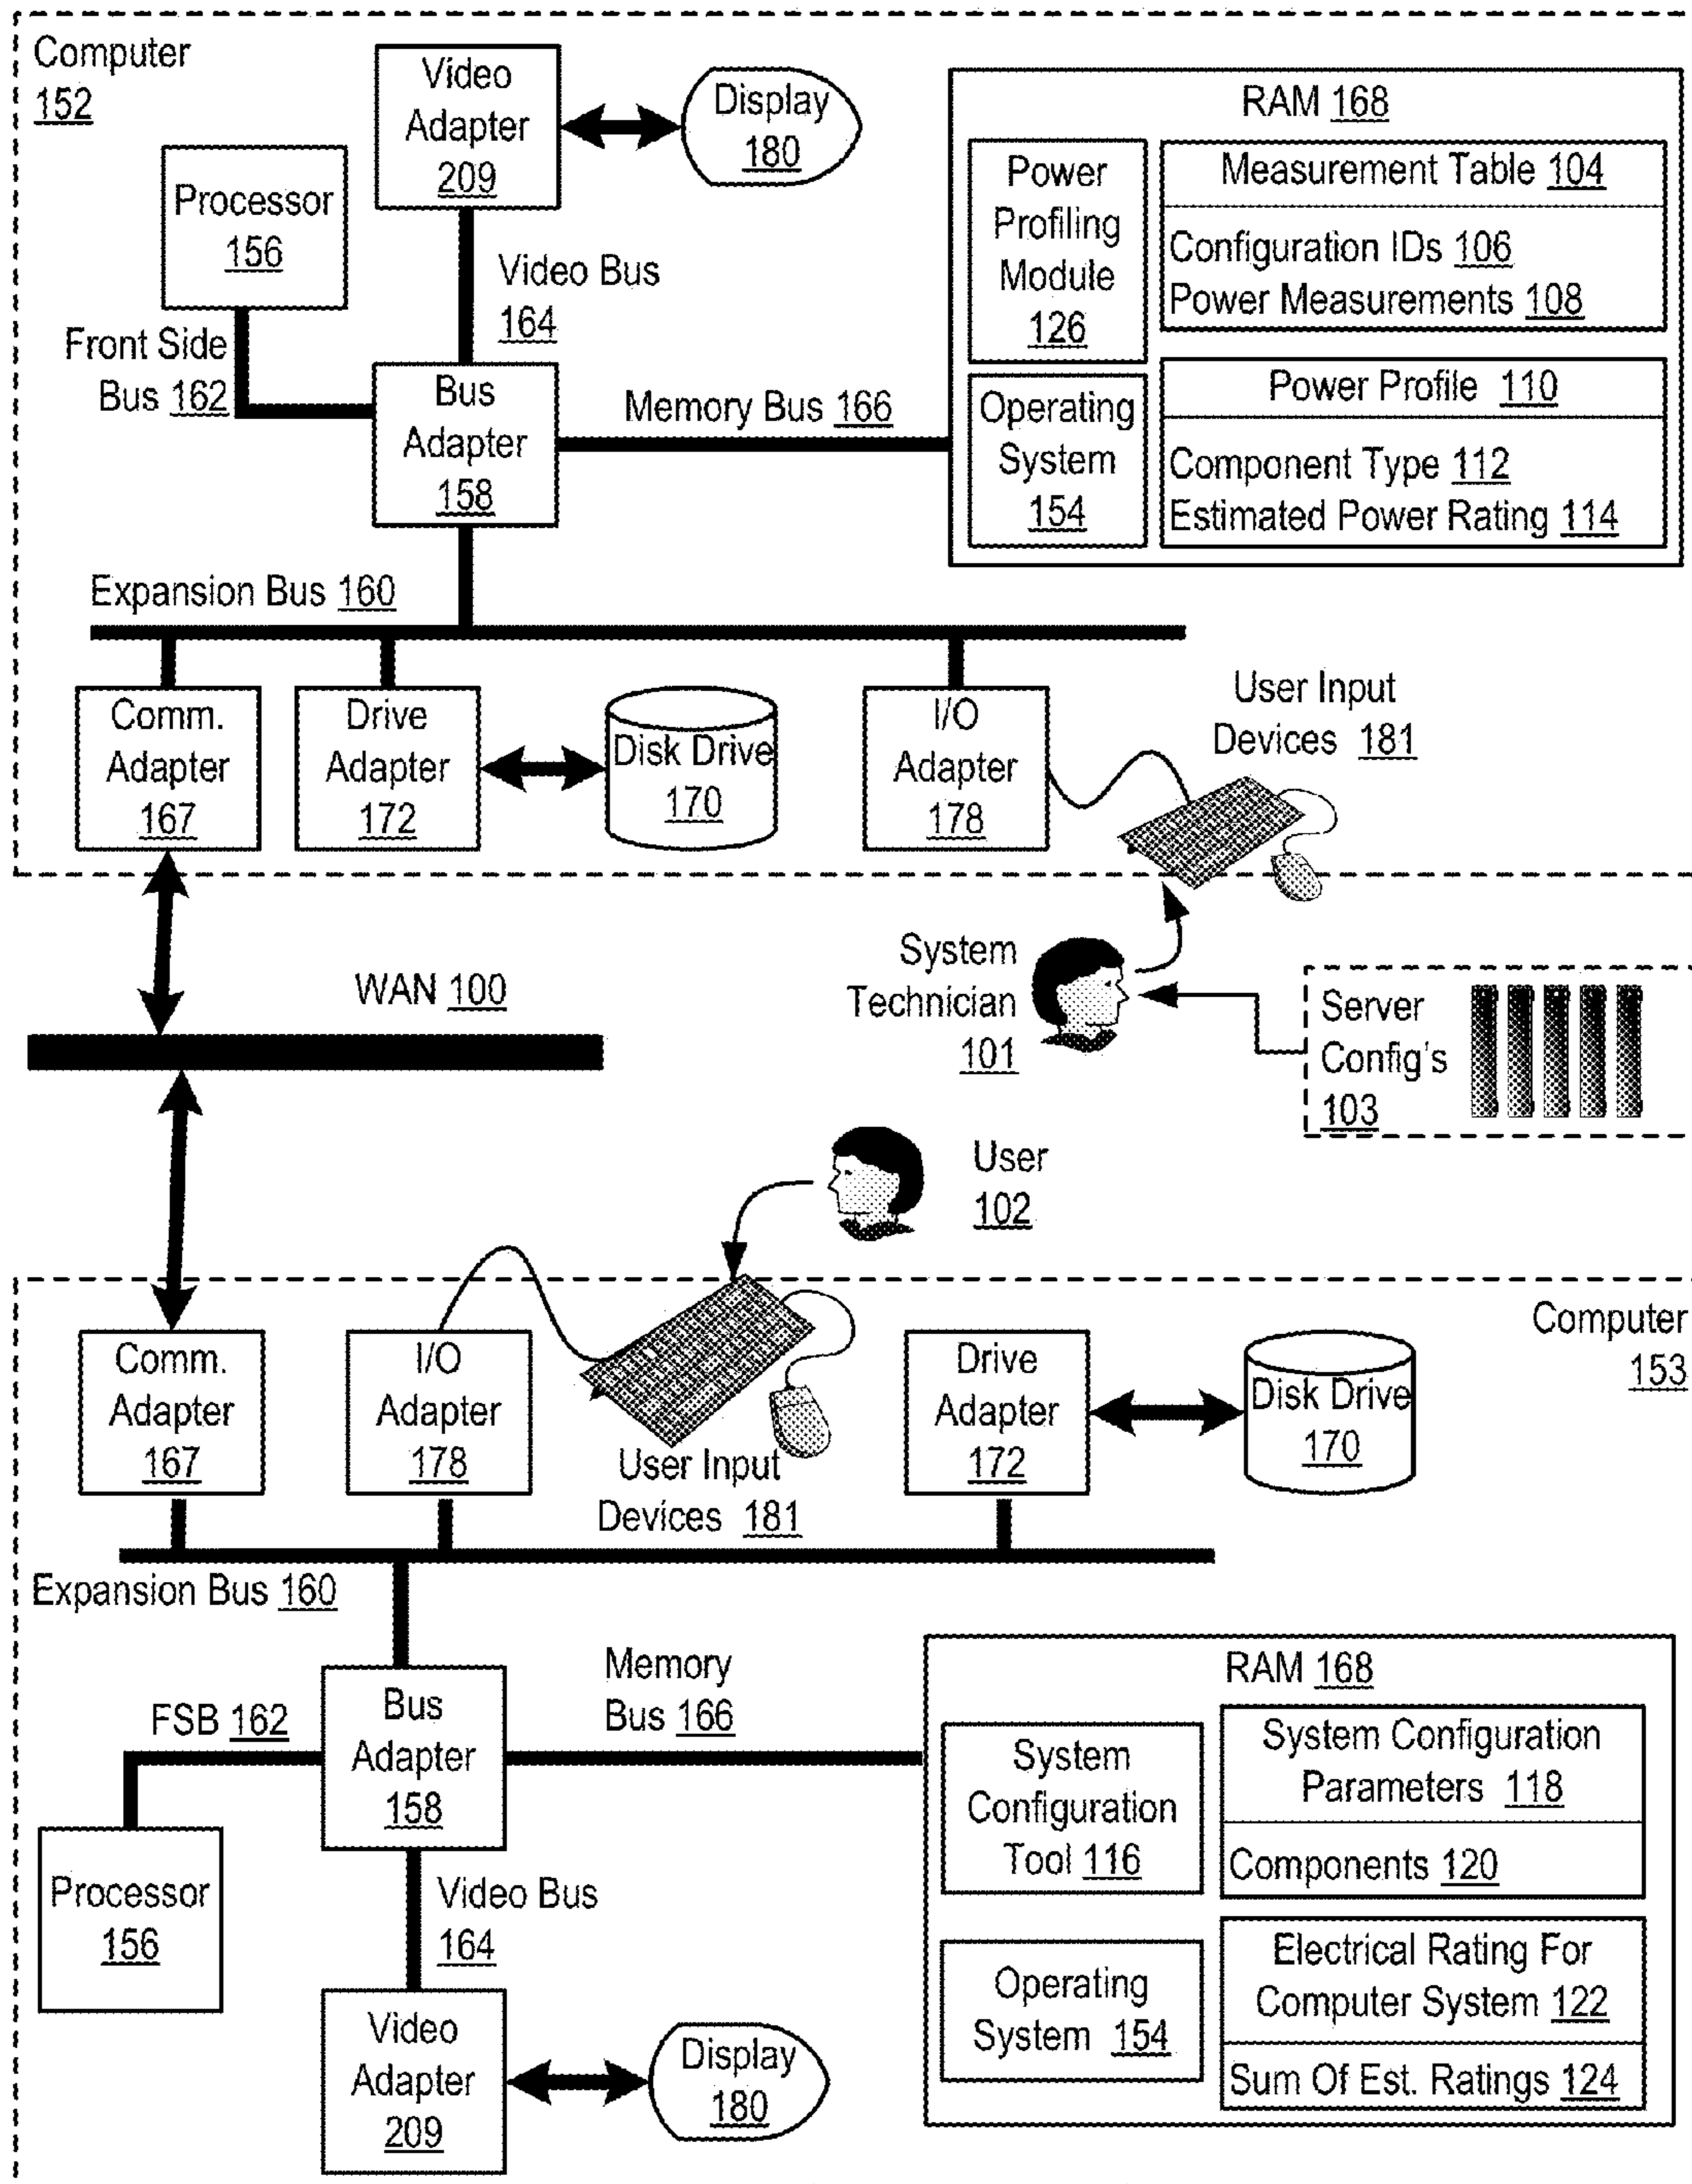 Computer
152
Video
Adapter
209
Display
180
Processor
156
Video Bus
164
Front Side
Bus 162
Bus
Adapter
158
Memory Bus 166
RAM 168
Power
Profiling
Module
126
Measurement Table 104
Configuration IDs 106
Power Measurements 108
Operating
System
154
Power Profile 110
Component Type 112
Estimated Power Rating 114
Expansion Bus 160
Comm.
Adapter
167
Drive
Adapter
172
Disk Drive
170
I/O
Adapter
178
User Input
Devices 181
WAN 100
System
Technician
101
Server
Config's
103
User
102
Computer
153
Comm.
Adapter
167
I/O
Adapter
178
User Input
Devices 181
Drive
Adapter
172
Disk Drive
170
Expansion Bus 160
FSB 162
Bus
Adapter
158
Memory
Bus 166
Processor
156
Video Bus
164
Video
Adapter
209
Display
180
RAM 168
System
Configuration
Tool 116
System Configuration
Parameters 118
Components 120
Operating
System 154
Electrical Rating For
Computer System 122
Sum Of Est. Ratings 124